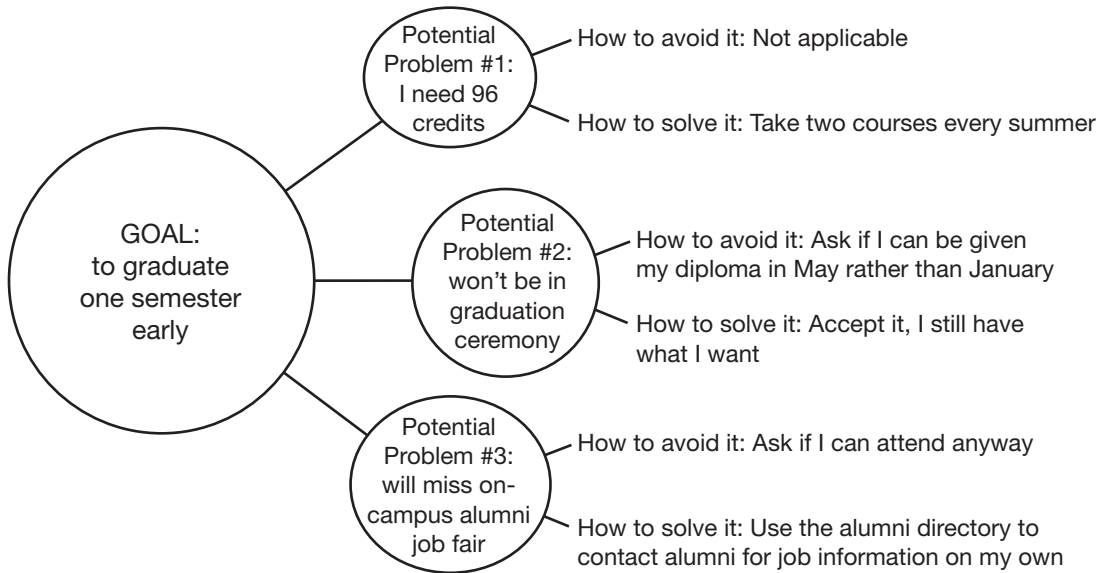 GOAL:
to graduate
one semester
early
Potential
Problem #1:
I need 96
credits
How to avoid it: Not applicable
How to solve it: Take two courses every summer
Potential
Problem #2:
won’t be in
graduation
ceremony
How to avoid it: Ask if I can be given
my diploma in May rather than January
How to solve it: Accept it, I still have
what I want
Potential
Problem #3:
will miss on-
campus alumni
job fair
How to avoid it: Ask if I can attend anyway
How to solve it: Use the alumni directory to
contact alumni for job information on my own